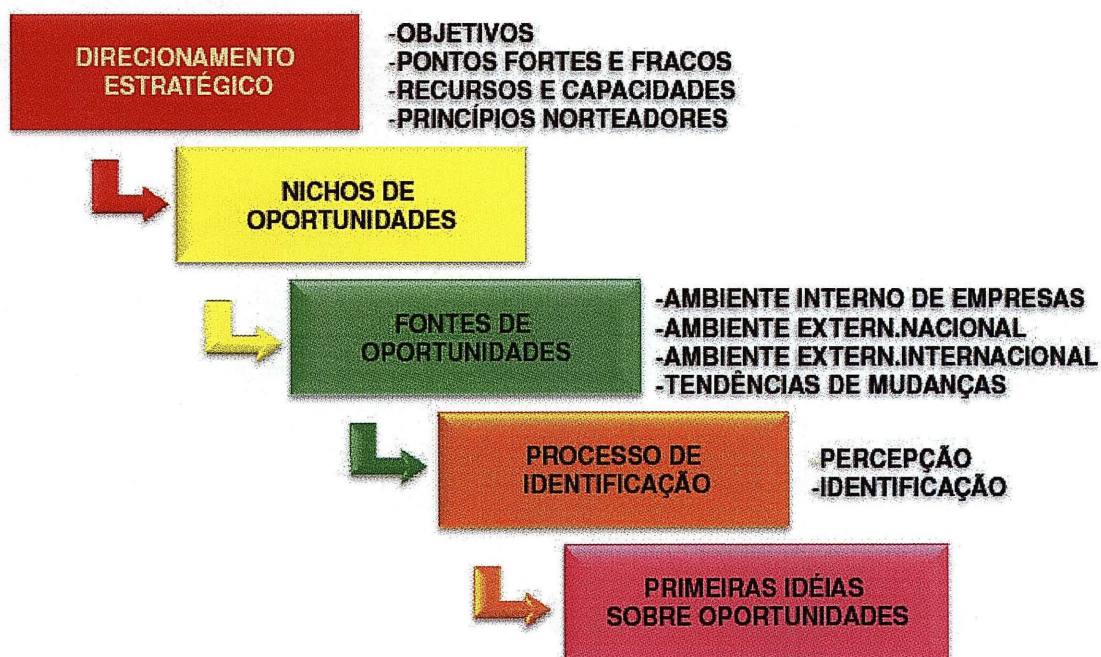 DIRECIONAMENTO
ESTRATÉGICO
-OBJETIVOS
-PONTOS FORTES E FRACOS
-RECURSOS E CAPACIDADES
-PRINCÍPIOS NORTEADORES
NICHOS DE
OPORTUNIDADES
FONTES DE
OPORTUNIDADES
-AMBIENTE INTERNO DE EMPRESAS
-AMBIENTE EXTERN.NACIONAL
-AMBIENTE EXTERN.INTERNACIONAL
-TENDÊNCIAS DE MUDANÇAS
PROCESSO DE
IDENTIFICAÇÃO
-PERCEPÇÃO
-IDENTIFICAÇÃO
PRIMEIRAS IDÉIAS
SOBRE OPORTUNIDADES